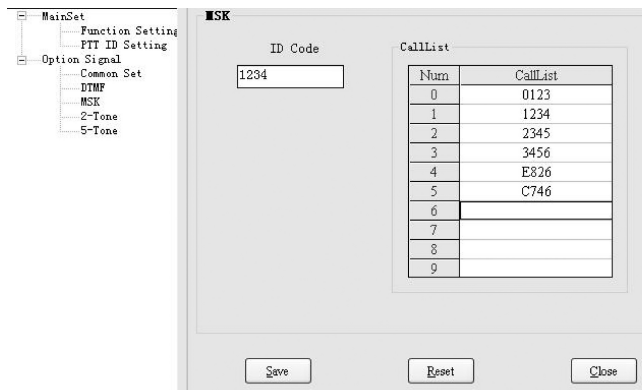 MainSet
Function Setting
PTT ID Setting
Option Signal
Common Set
DTMF
MSK
2-Tone
5-Tone
MSK
ID Code
1234
CallList
Num CallList
0 0123
1 1234
2 2345
3 3456
4 E826
5 C746
6
7
8
9
Save Reset Close